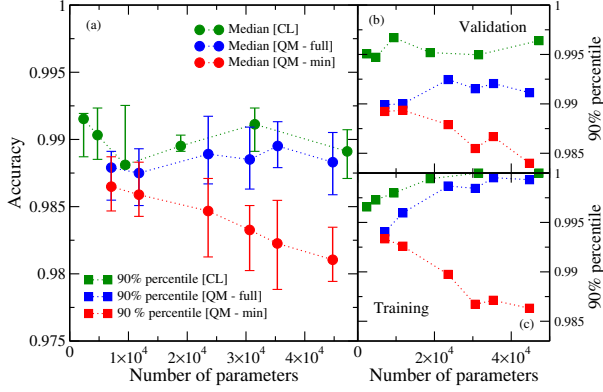 (a)
Median [CL]
Median [QM - full]
Median [QM - min]
1
0.995
0.99
0.985
0.98
0.975
Accuracy
90% percentile [CL]
90% percentile [QM - full]
90 % percentile [QM - min]
0
1×10⁴
2×10⁴
3×10⁴
4×10⁴
Number of parameters
(b)
Validation
1
0.995
0.99
0.985
90% percentile
Training
(c)
1
0.995
0.99
0.985
90% percentile
0
2×10⁴
4×10⁴
Number of parameters